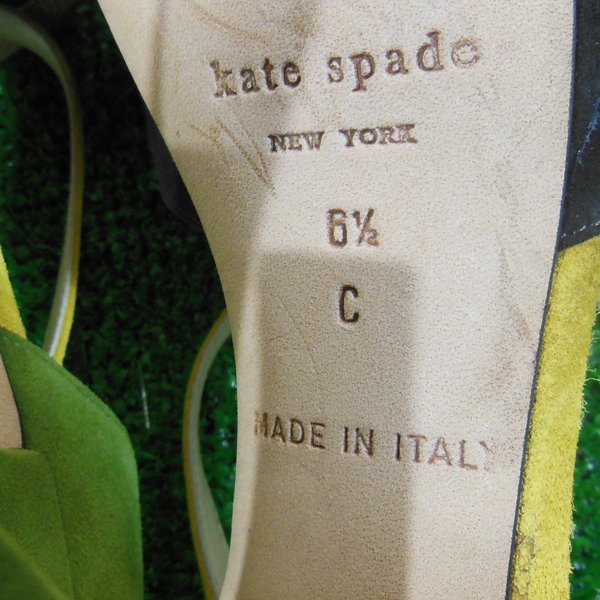 kate spade
NEW YORK
6½
C
MADE IN ITALY